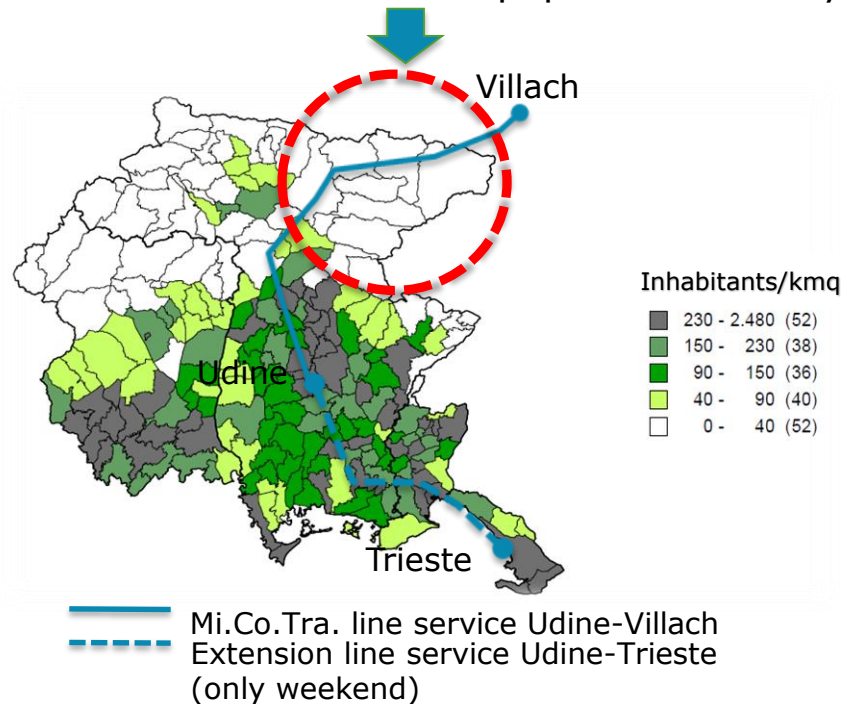 Villach
Inhabitants/kmq
230 - 2.480 (52)
150 - 230 (38)
90 - 150 (36)
40 - 90 (40)
0 - 40 (52)
Udine
Trieste
Mi.Co.Tra. line service Udine-Villach
Extension line service Udine-Trieste
(only weekend)